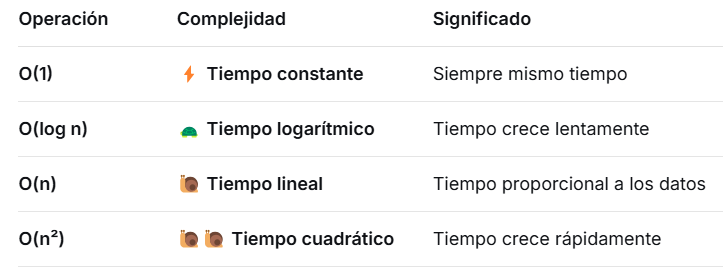 Operación Complejidad Significado
O(1) ⚡ Tiempo constante Siempre mismo tiempo
O(log n) 🐢 Tiempo logarítmico Tiempo crece lentamente
O(n) 🐌 Tiempo lineal Tiempo proporcional a los datos
O(n²) 🐌🐌 Tiempo cuadrático Tiempo crece rápidamente